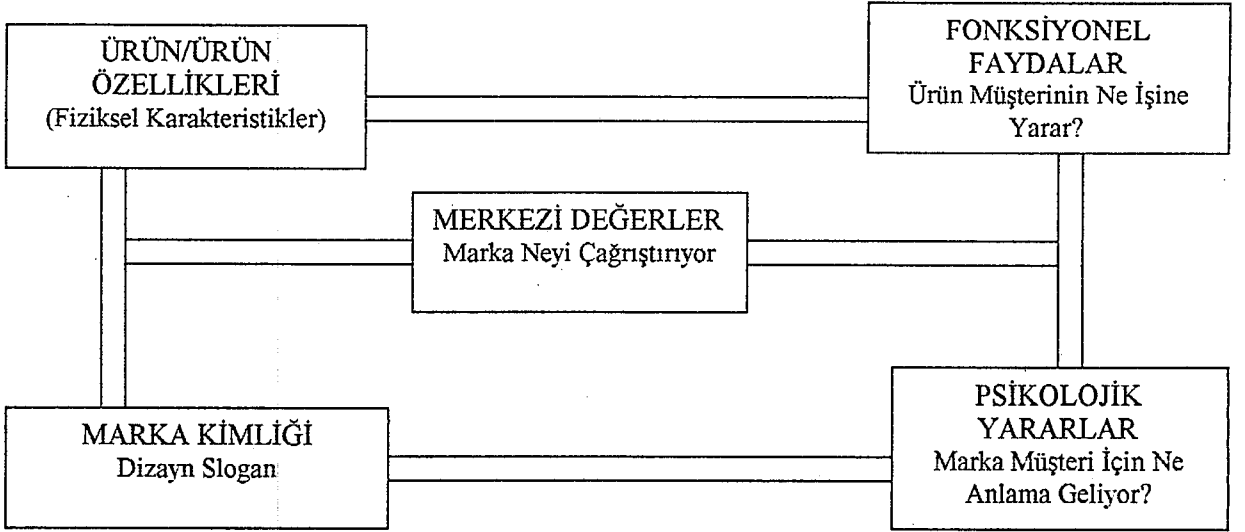 ÜRÜN/ÜRÜN
ÖZELLİKLERİ
(Fiziksel Karakteristikler)
FONKSİYONEL
FAYDALAR
Ürün Müşterinin Ne İşine
Yarar?
MERKEZİ DEĞERLER
Marka Neyi Çağrıştırıyor
MARKA KİMLİĞİ
Dizayn Slogan
PSİKOLOJİK
YARARLAR
Marka Müşteri İçin Ne
Anlama Geliyor?